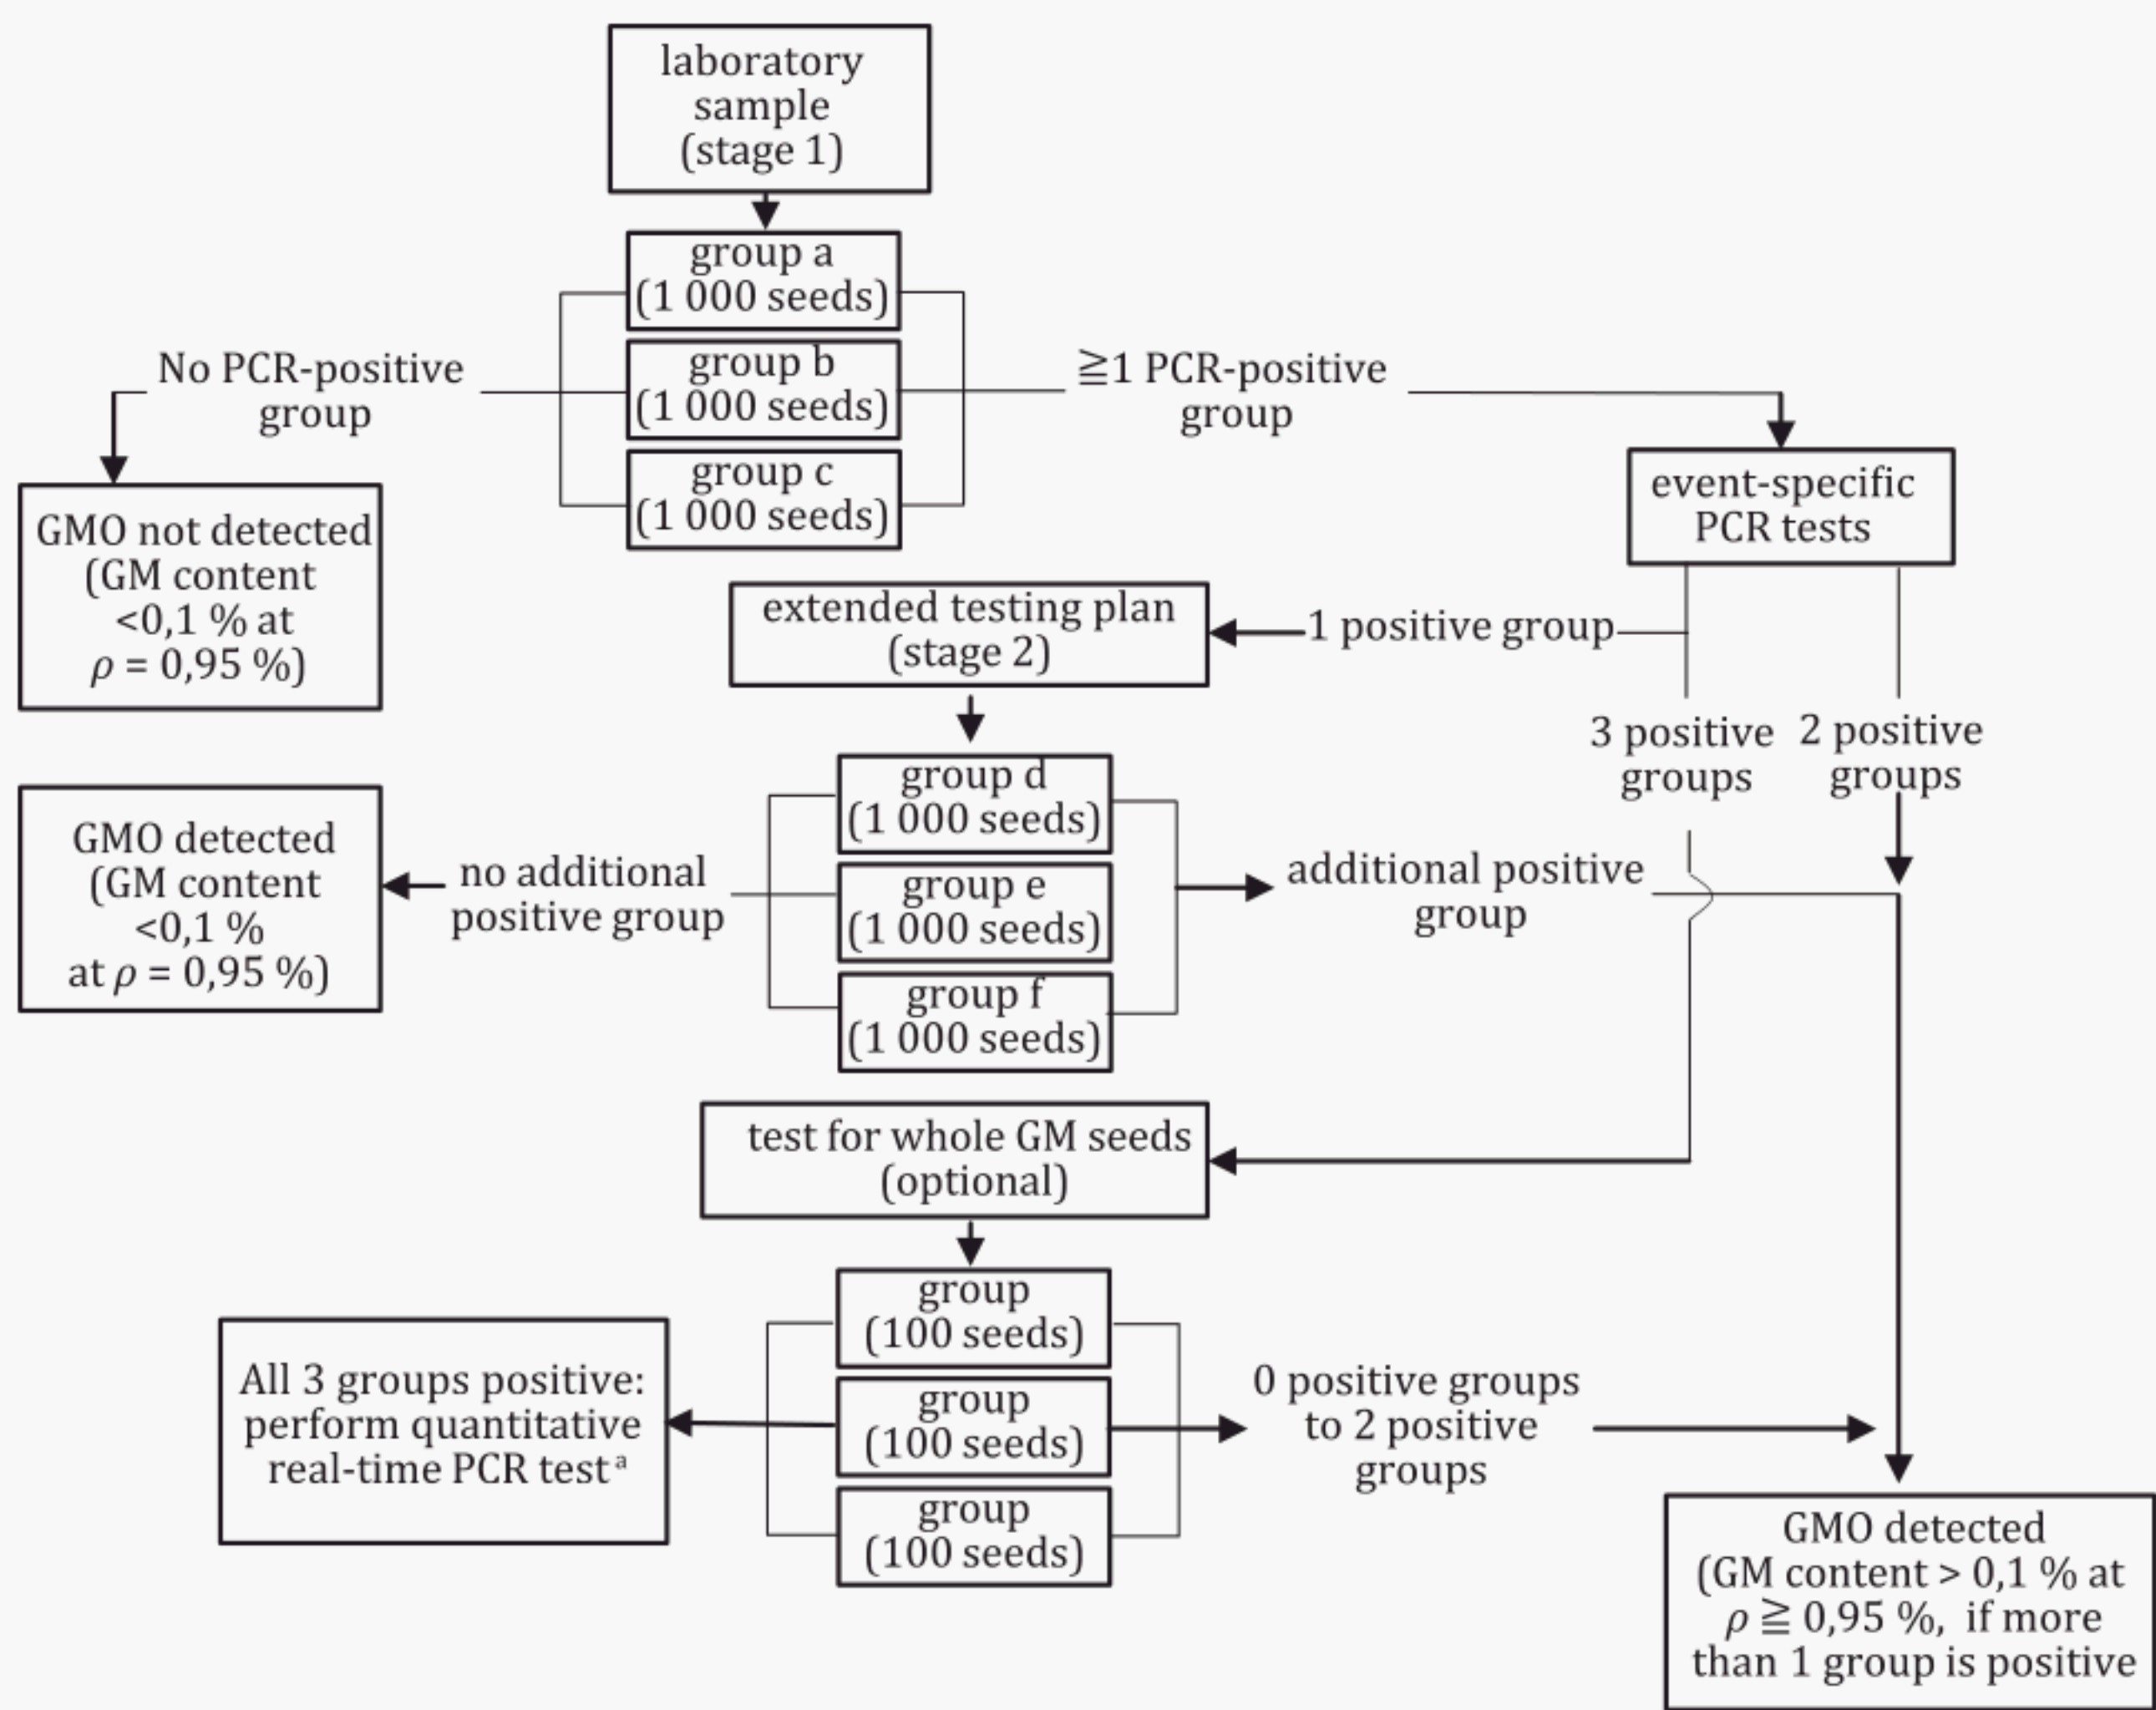 laboratory
sample
(stage 1)
group a
(1 000 seeds)
group b
(1 000 seeds)
group c
(1 000 seeds)
No PCR-positive
group
≧1 PCR-positive
group
GMO not detected
(GM content
<0,1 % at
ρ = 0,95 %)
event-specific
PCR tests
extended testing plan
(stage 2)
1 positive group
3 positive
groups
2 positive
groups
group d
(1 000 seeds)
group e
(1 000 seeds)
group f
(1 000 seeds)
GMO detected
(GM content
<0,1 %
at ρ = 0,95 %)
no additional
positive group
additional positive
group
test for whole GM seeds
(optional)
group
(100 seeds)
group
(100 seeds)
group
(100 seeds)
All 3 groups positive:
perform quantitative
real-time PCR test a
0 positive groups
to 2 positive
groups
GMO detected
(GM content > 0,1 % at
ρ ≧ 0,95 %, if more
than 1 group is positive